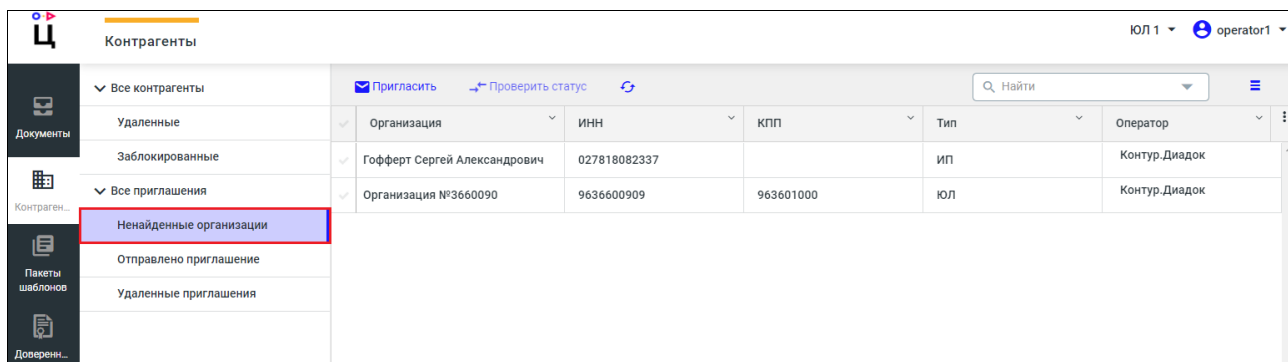 Ц
Контрагенты
ЮЛ 1
operator1
Документы
Контраген...
Пакеты
шаблонов
Доверенн...
Все контрагенты
Удаленные
Заблокированные
Все приглашения
Ненайденные организации
Отправлено приглашение
Удаленные приглашения
Пригласить Проверить статус Найти
Организация ИНН КПП Тип Оператор
Гофферт Сергей Александрович 027818082337 ИП Контур.Диадок
Организация №3660090 9636600909 963601000 ЮЛ Контур.Диадок